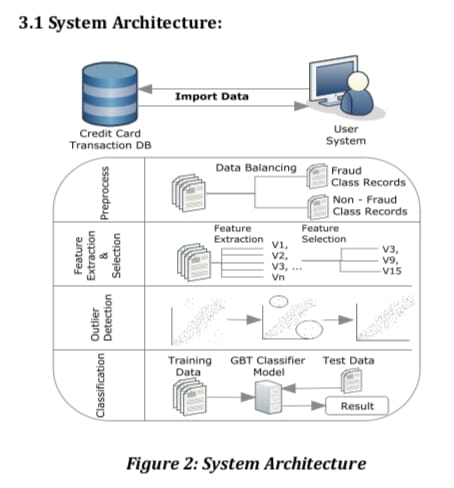 3.1 System Architecture:
Import Data
Credit Card
Transaction DB
User
System
Preprocess
Data Balancing
Fraud
Class Records
Non - Fraud
Class Records
Feature
Extraction
&
Selection
Feature
Extraction
V1,
V2,
V3, ...
Vn
Feature
Selection
V3,
V9,
V15
Outlier
Detection
Classification
Training
Data
GBT Classifier
Model
Test Data
Result
Figure 2: System Architecture